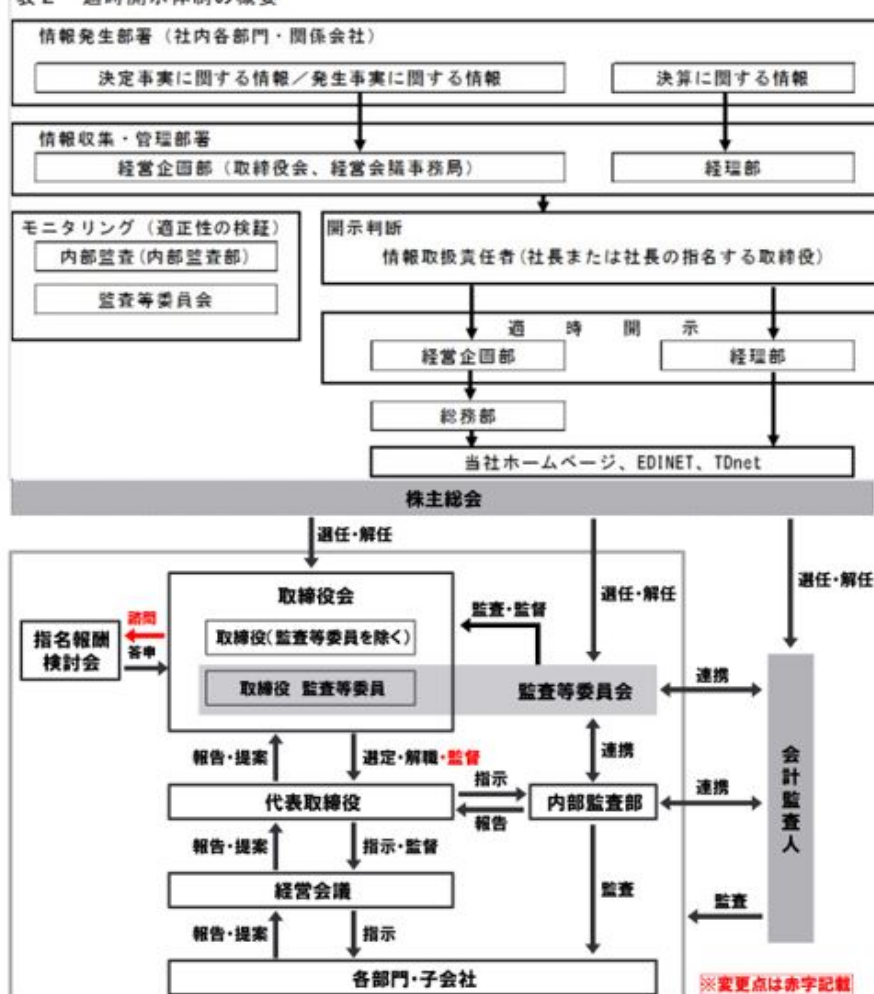 表2 適時開示体制の概要
情報発生部署(社内各部門・関係会社)
決定事実に関する情報/発生事実に関する情報
決算に関する情報
情報収集・管理部署
経営企画部(取締役会、経営会議事務局)
経理部
モニタリング(適正性の検証)
内部監査(内部監査部)
監査等委員会
開示判断
情報取扱責任者(社長または社長の指名する取締役)
適 時 開 示
経営企画部
経理部
総務部
当社ホームページ、EDINET、TDnet
株主総会
選任・解任
選任・解任
選任・解任
取締役会
取締役(監査等委員を除く)
取締役 監査等委員
監査・監督
監査等委員会
指名報酬
検討会
諮問
答申
連携
報告・提案
選定・解職・監督
連携
代表取締役
指示
報告
内部監査部
連携
会計監査人
報告・提案
指示・監督
経営会議
監査
監査
報告・提案
指示
各部門・子会社
※変更点は赤字記載